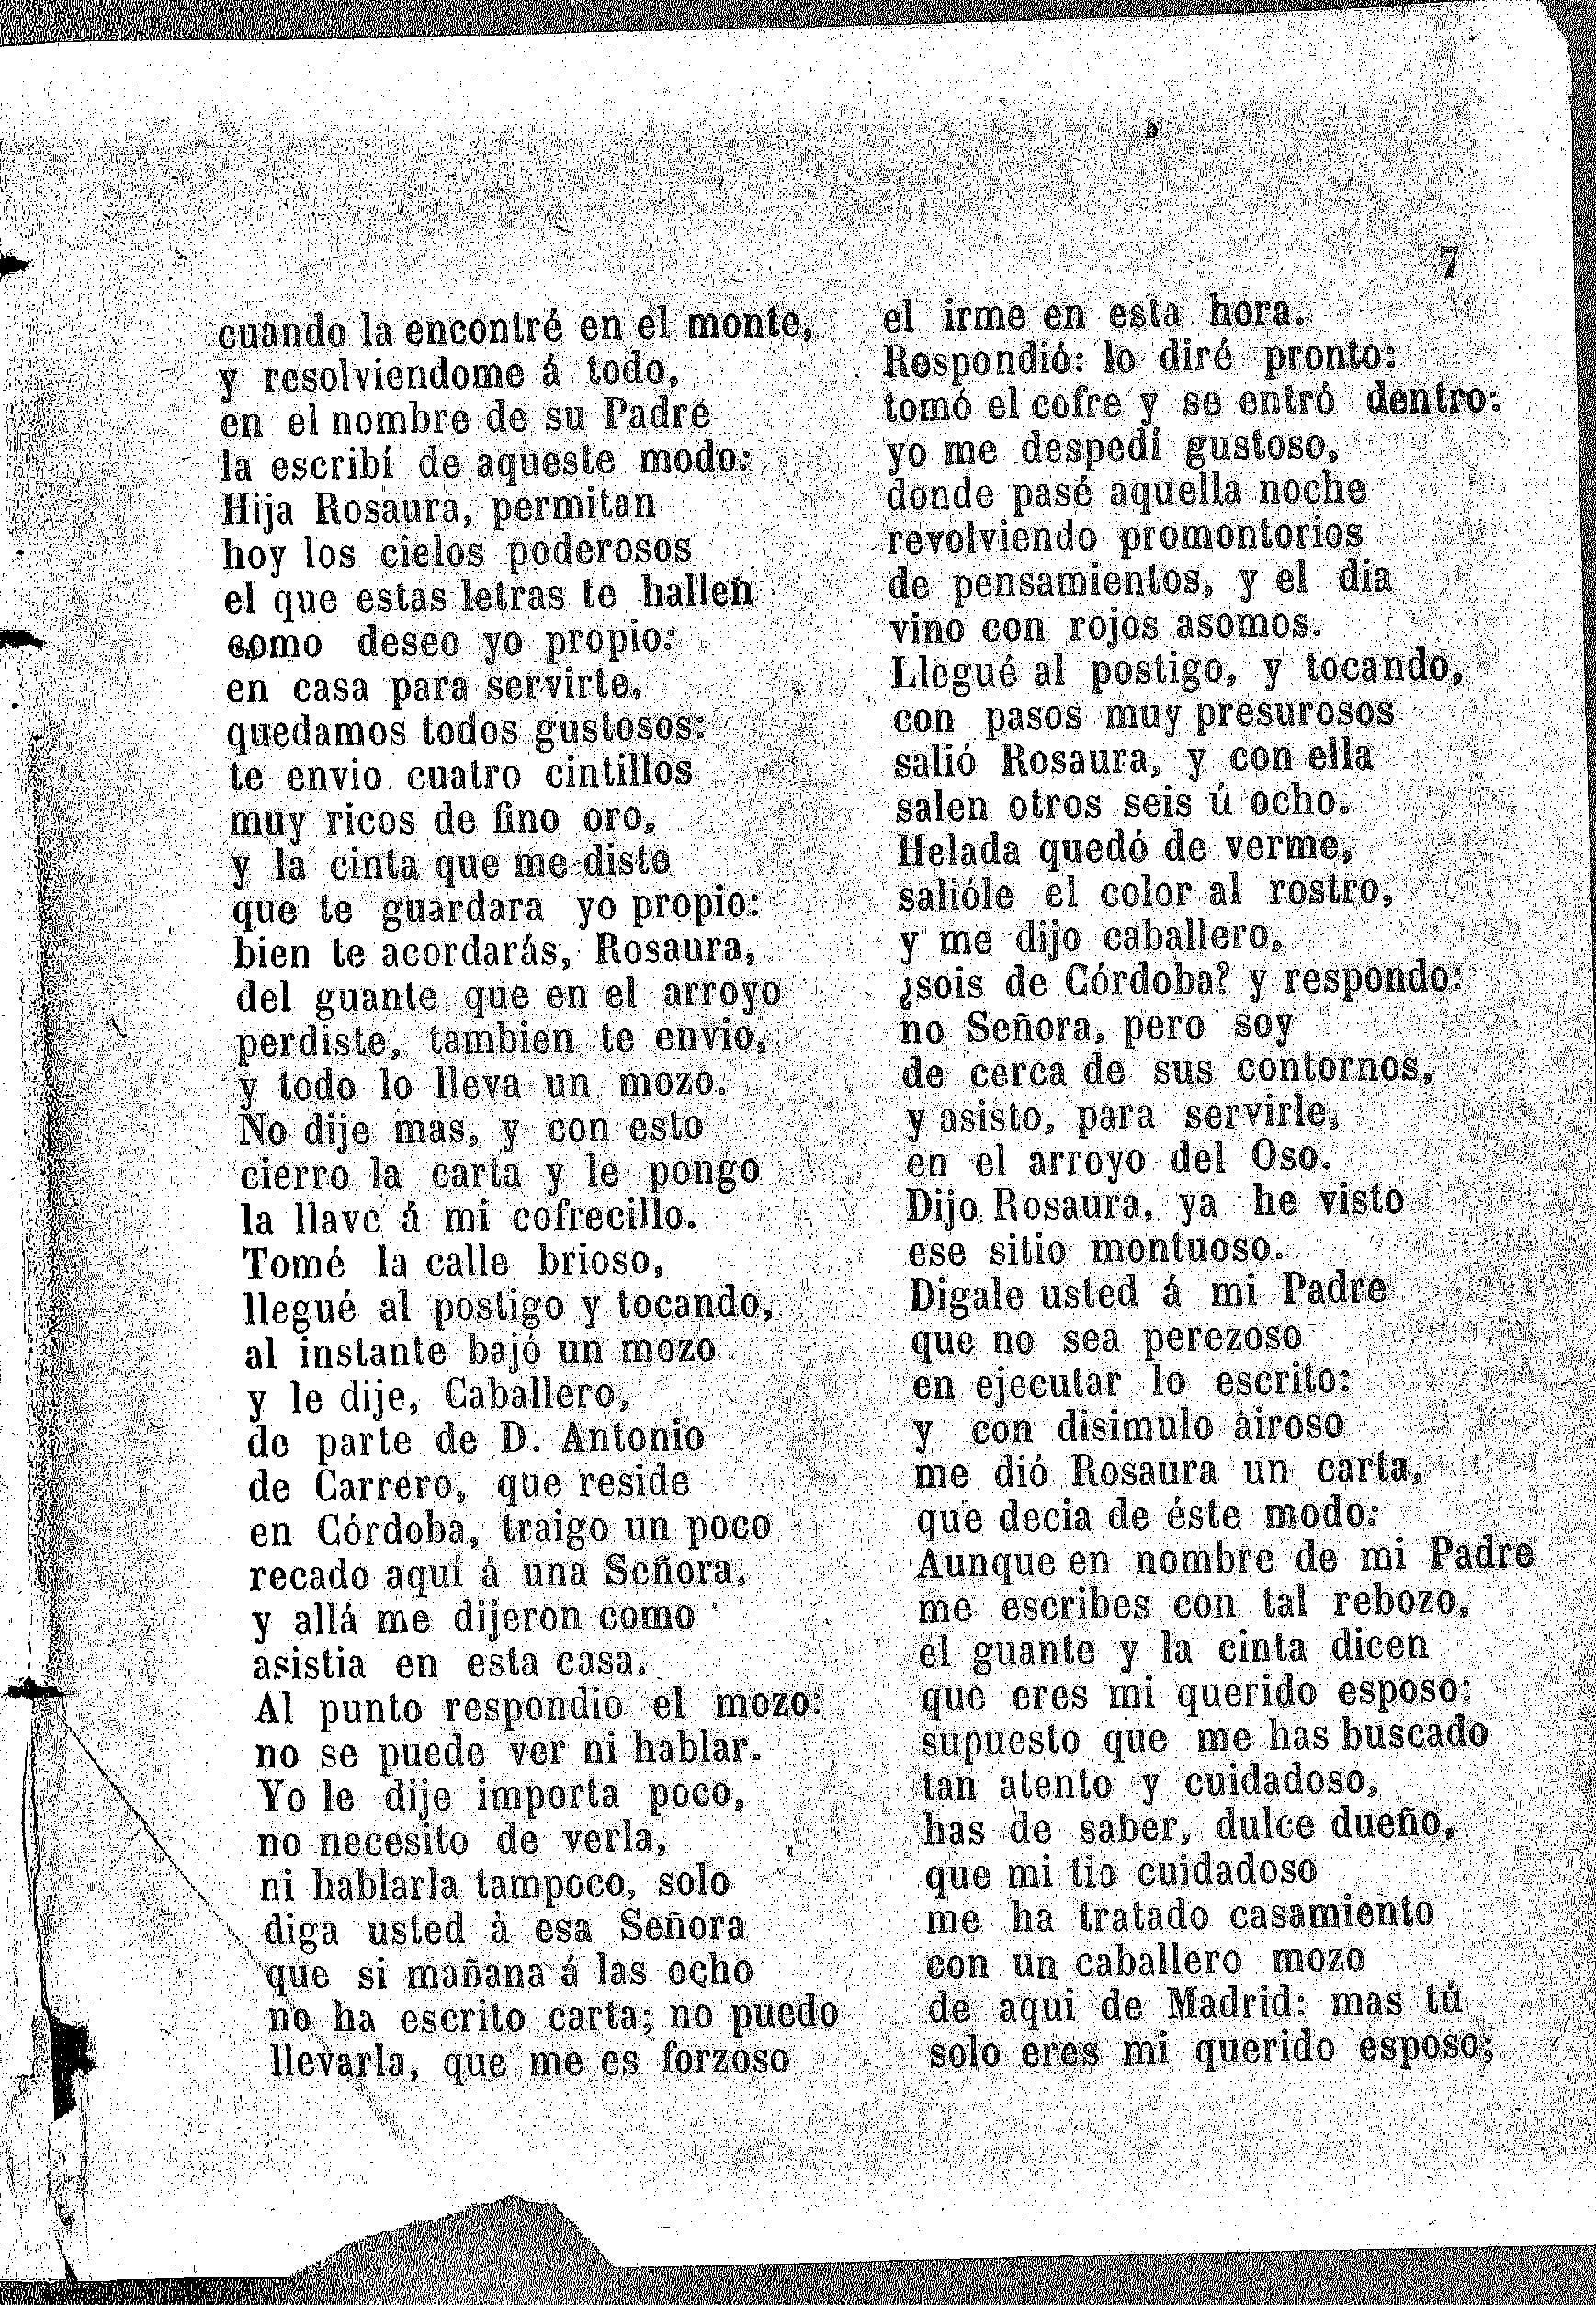 7
cuando la encontré en el monte,
y resolviendome á todo,
en el nombre de su Padre
la escribí de aqueste modo:
Hija Rosaura, permitan
hoy los cielos poderosos
el que estas letras te hallen
como deseo yo propio:
en casa para servirte,
quedamos todos gustosos:
te envio cuatro cintillos
muy ricos de fino oro,
y la cinta que me diste
que te guardara yo propio:
bien te acordarás, Rosaura,
del guante que en el arroyo
perdiste, tambien te envio,
y todo lo lleva un mozo.
No dije mas, y con esto
cierro la carta y le pongo
la llave á mi cofrecillo.
Tomé la calle brioso,
llegué al postigo y tocando,
al instante bajó un mozo
y le dije, Caballero,
de parte de D. Antonio
de Carrero, que reside
en Córdoba, traigo un poco
recado aquí á una Señora,
y allá me dijeron como
asistia en esta casa.
Al punto respondio el mozo:
no se puede ver ni hablar.
Yo le dije importa poco,
no necesito de verla,
ni hablarla tampoco, solo
diga usted à esa Señora
que si mañana á las ocho
no ha escrito carta; no puedo
llevarla, que me es forzoso
el irme en esta hora.
Respondió: lo diré pronto:
tomó el cofre y se entró dentro:
yo me despedí gustoso,
donde pasé aquella noche
revolviendo promontorios
de pensamientos, y el dia
vino con rojos asomos.
Llegué al postigo, y tocando,
con pasos muy presurosos
salió Rosaura, y con ella
salen otros seis ú ocho.
Helada quedó de verme,
salióle el color al rostro,
y me dijo caballero,
¿sois de Córdoba? y respondo:
no Señora, pero soy
de cerca de sus contornos,
y asisto, para servirle,
en el arroyo del Oso.
Dijo Rosaura, ya he visto
ese sitio montuoso.
Digale usted á mi Padre
que no sea perezoso
en ejecutar lo escrito:
y con disimulo airoso
me dió Rosaura un carta,
que decia de éste modo:
Aunque en nombre de mi Padre
me escribes con tal rebozo,
el guante y la cinta dicen
que eres mi querido esposo:
supuesto que me has buscado
tan atento y cuidadoso,
has de saber, dulce dueño,
que mi tio cuidadoso
me ha tratado casamiento
con un caballero mozo
de aqui de Madrid: mas tú
solo eres mi querido esposo;